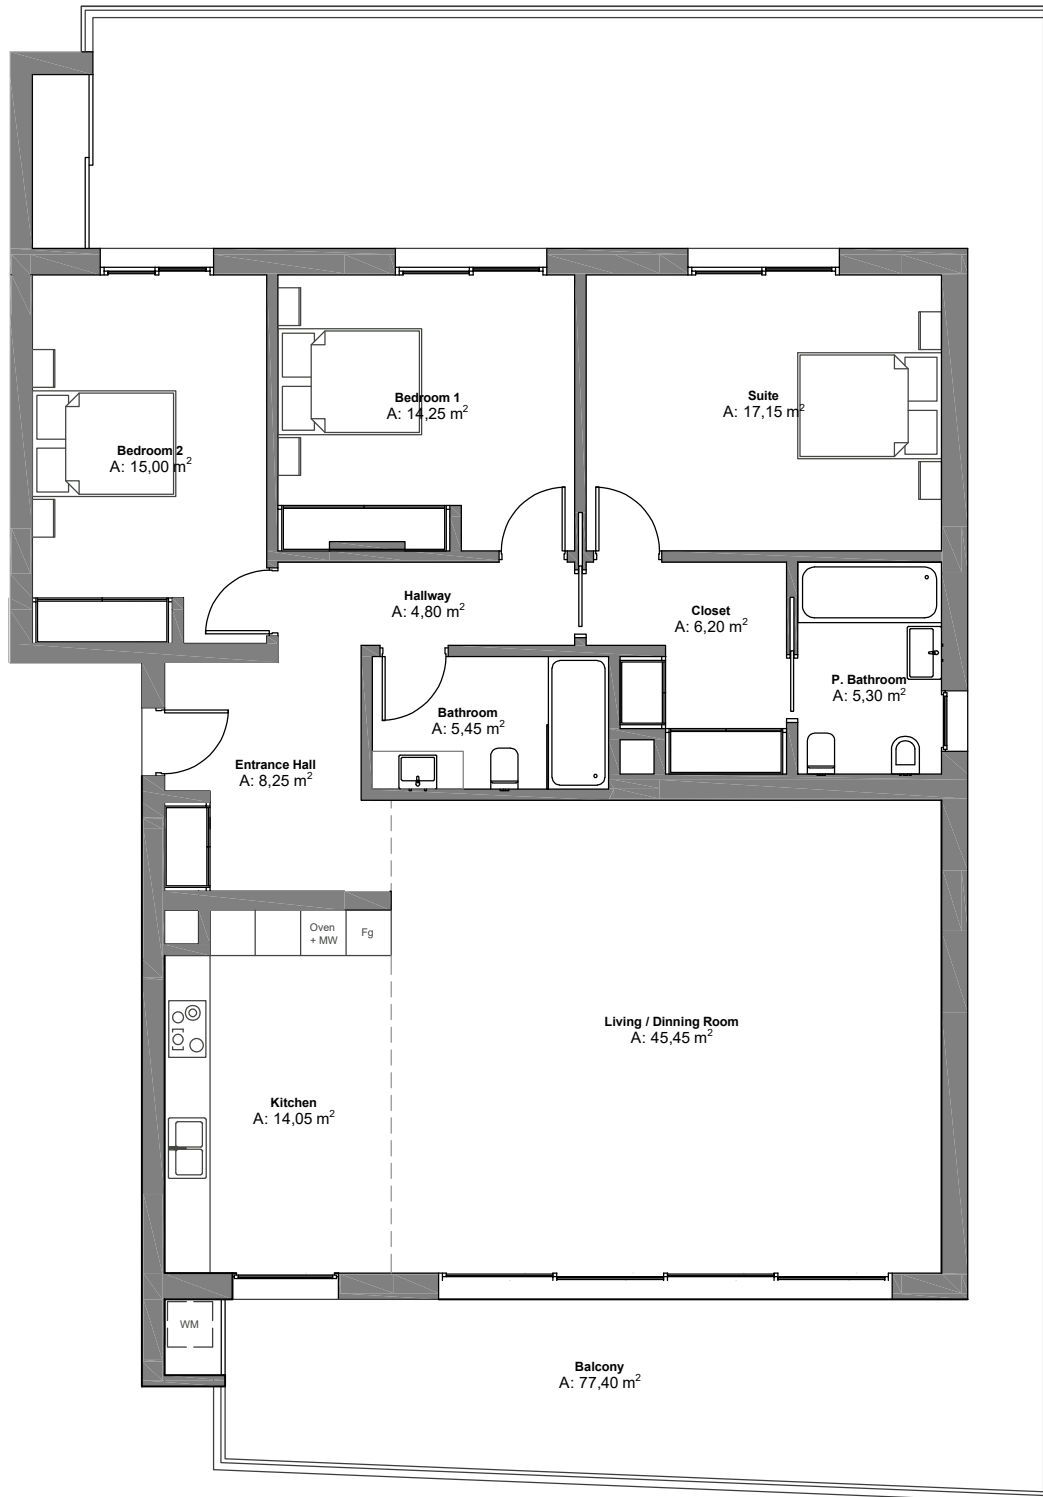 Suite
A: 17,15 m²
Bedroom 1
A: 14,25 m²
Bedroom 2
A: 15,00 m²
Hallway
A: 4,80 m²
Closet
A: 6,20 m²
P. Bathroom
A: 5,30 m²
Bathroom
A: 5,45 m²
Entrance Hall
A: 8,25 m²
Oven
+ MW
Fg
Living / Dinning Room
A: 45,45 m²
Kitchen
A: 14,05 m²
WM
Balcony
A: 77,40 m²